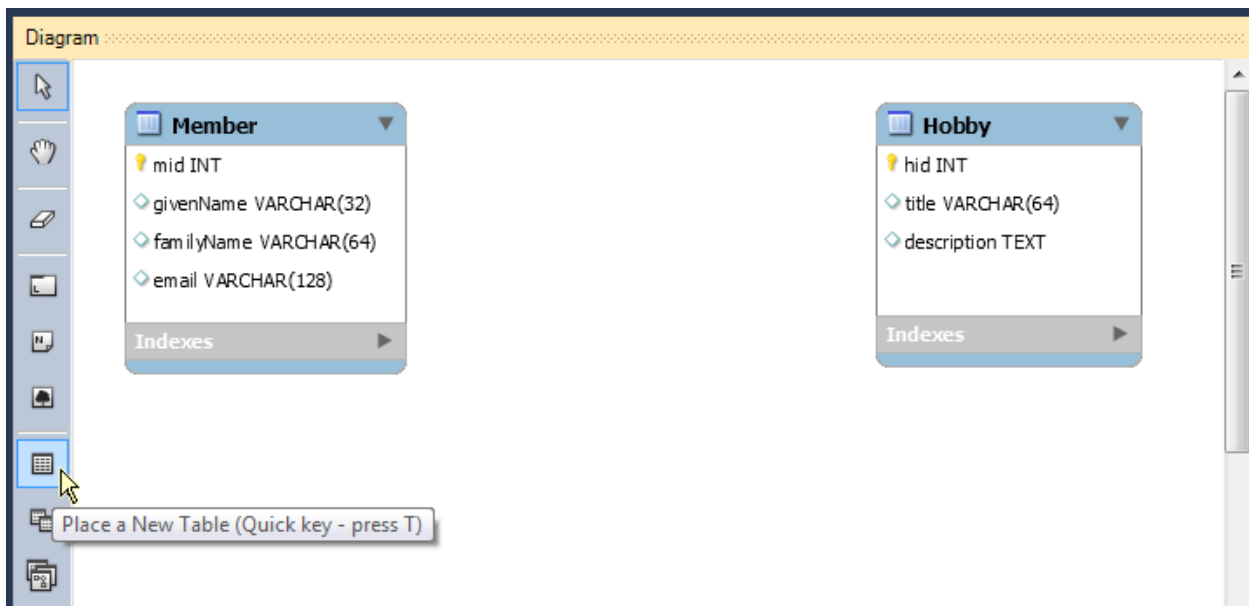 Diagram
Member
mid INT
givenName VARCHAR(32)
familyName VARCHAR(64)
email VARCHAR(128)
Indexes
Hobby
hid INT
title VARCHAR(64)
description TEXT
Indexes
Place a New Table (Quick key - press T)